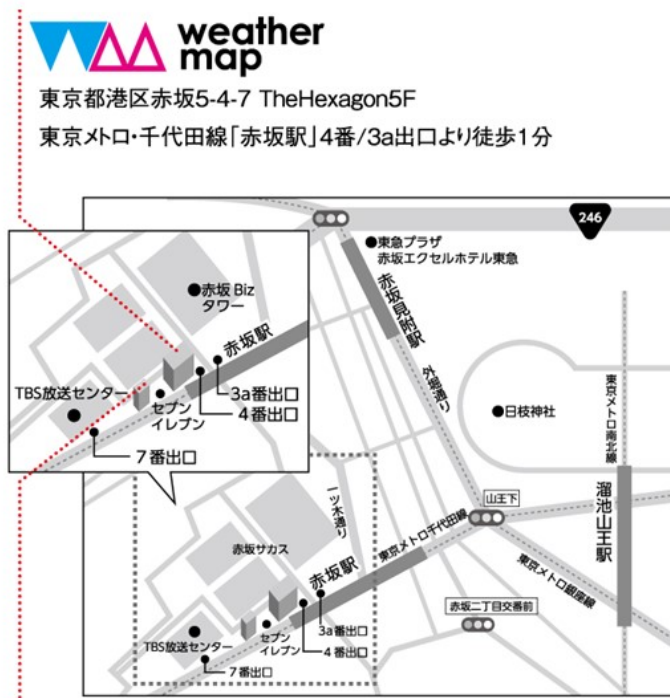 weather
map
東京都港区赤坂5-4-7 TheHexagon5F
東京メトロ・千代田線「赤坂駅」4番/3a出口より徒歩1分
246
東急プラザ
赤坂エクセルホテル東急
赤坂見附駅
外堀通り
赤坂 Biz
タワー
赤坂駅
TBS放送センター
セブン
イレブン
3a番出口
4番出口
7番出口
日枝神社
東京メトロ南北線
溜池山王駅
山王下
一ツ木通り
東京メトロ千代田線
東京メトロ銀座線
赤坂サカス
赤坂駅
赤坂二丁目交番前
TBS放送センター
セブン
イレブン
3a番出口
4番出口
7番出口